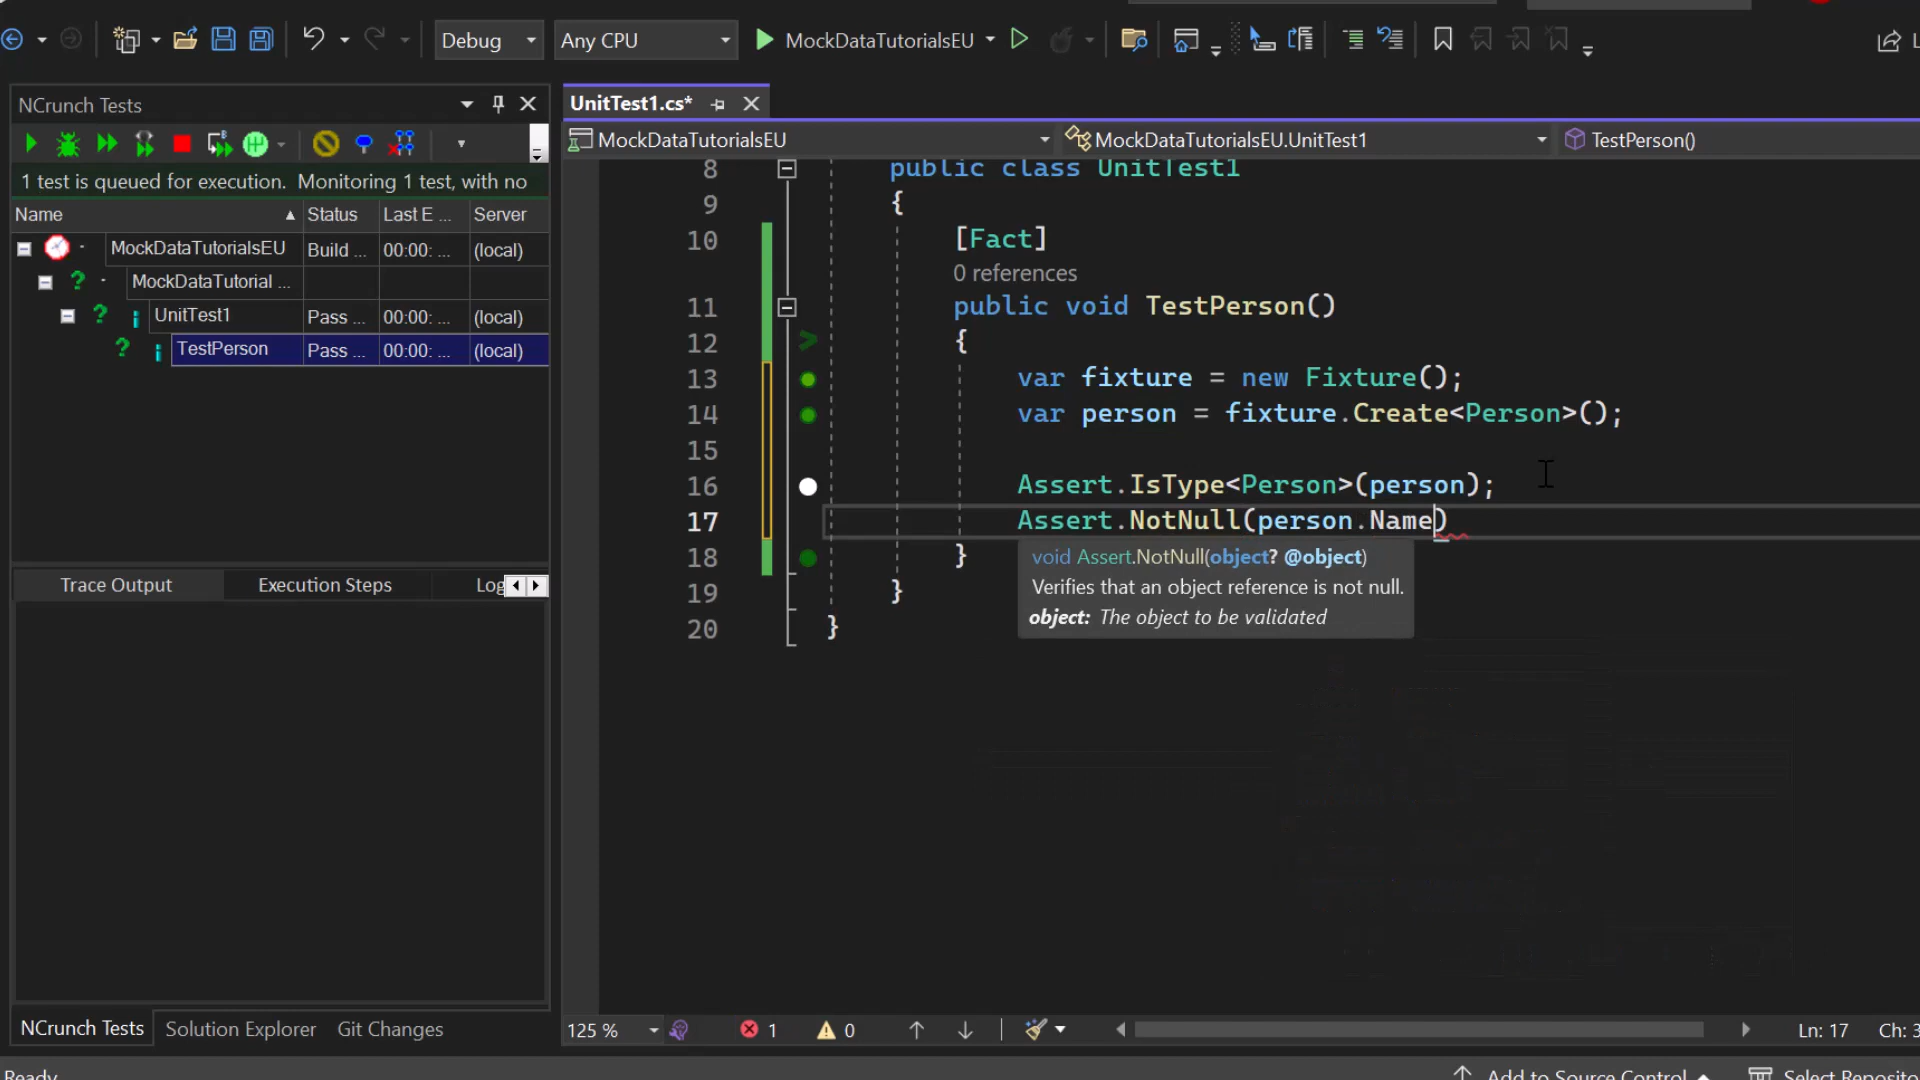 Debug
Any CPU
MockDataTutorialsEU
NCrunch Tests
1 test is queued for execution. Monitoring 1 test, with no
Name Status Last E ... Server
MockDataTutorialsEU Build ... 00:00: ... (local)
MockDataTutorial ...
UnitTest1 Pass ... 00:00: ... (local)
TestPerson Pass ... 00:00: ... (local)
Trace Output Execution Steps Log
NCrunch Tests Solution Explorer Git Changes
UnitTest1.cs*
MockDataTutorialsEU MockDataTutorialsEU.UnitTest1 TestPerson()
8 public class UnitTest1
9 {
10 [Fact]
0 references
11 public void TestPerson()
12 {
13 var fixture = new Fixture();
14 var person = fixture.Create<Person>();
15
16 Assert.IsType<Person>(person);
17 Assert.NotNull(person.Name)
18 }
19 }
20 }
void Assert.NotNull(object? @object)
Verifies that an object reference is not null.
object: The object to be validated
125 % 1 0 Ln: 17 Ch: 3
Ready
Add to Source Control Select Reposito